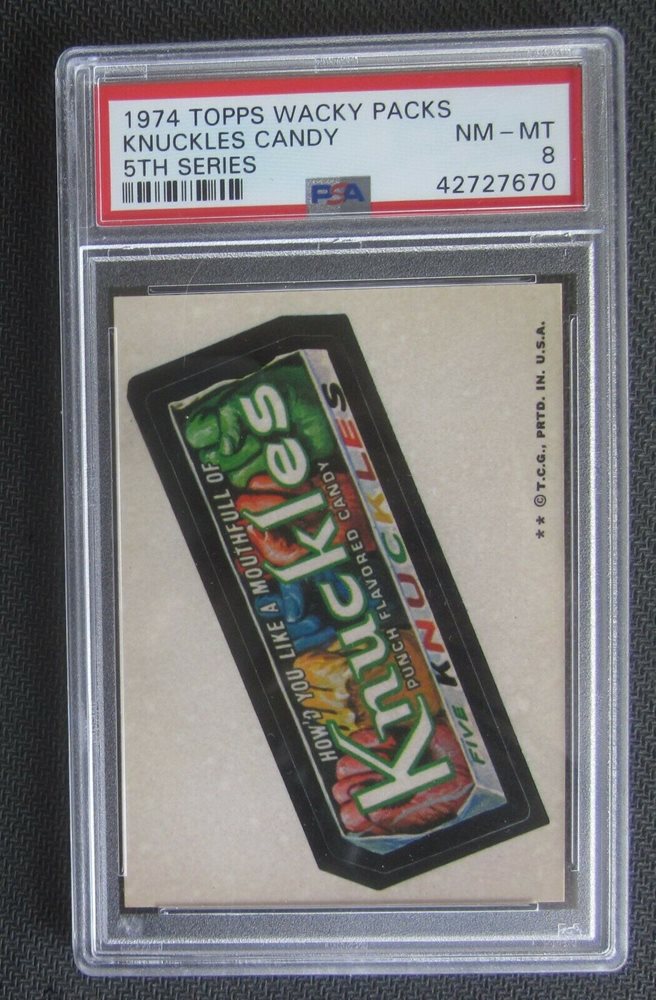 1974 TOPPS WACKY PACKS
KNUCKLES CANDY NM – MT
5TH SERIES 8
PSA 42727670
** © T.C.G., PRTD. IN. U.S.A.
HOW'D YOU LIKE A MOUTHFULL OF
Knuckles
PUNCH FLAVORED CANDY
FIVE KNUCKLES